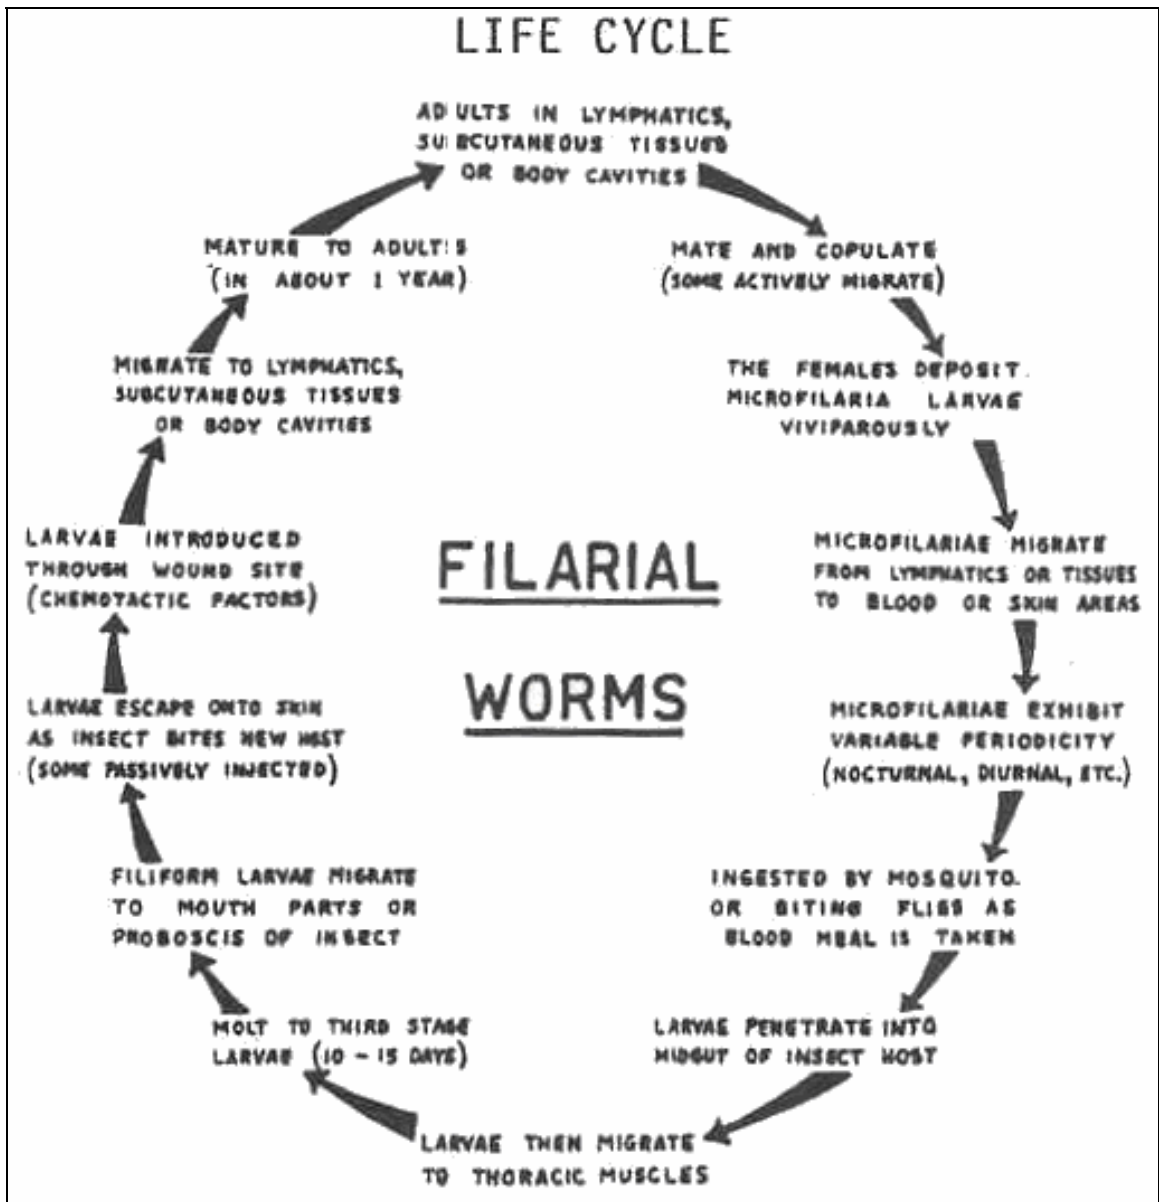 LIFE CYCLE
ADULTS IN LYMPHATICS,
SUBCUTANEOUS TISSUES
OR BODY CAVITIES
MATE AND COPULATE
(SOME ACTIVELY MIGRATE)
THE FEMALES DEPOSIT
MICROFILARIA LARVAE
VIVIPAROUSLY
MICROFILARIAE MIGRATE
FROM LYMPHATICS OR TISSUES
TO BLOOD OR SKIN AREAS
MICROFILARIAE EXHIBIT
VARIABLE PERIODICITY
(NOCTURNAL, DIURNAL, ETC.)
INGESTED BY MOSQUITO
OR BITING FLIES AS
BLOOD MEAL IS TAKEN
LARVAE PENETRATE INTO
MIDGUT OF INSECT HOST
LARVAE THEN MIGRATE
TO THORACIC MUSCLES
MOLT TO THIRD STAGE
LARVAE (10 - 15 DAYS)
FILIFORM LARVAE MIGRATE
TO MOUTH PARTS OR
PROBOSCIS OF INSECT
LARVAE ESCAPE ONTO SKIN
AS INSECT BITES NEW HOST
(SOME PASSIVELY INJECTED)
LARVAE INTRODUCED
THROUGH WOUND SITE
(CHEMOTACTIC FACTORS)
MIGRATE TO LYMPHATICS,
SUBCUTANEOUS TISSUES
OR BODY CAVITIES
MATURE TO ADULTS
(IN ABOUT 1 YEAR)
FILARIAL
WORMS